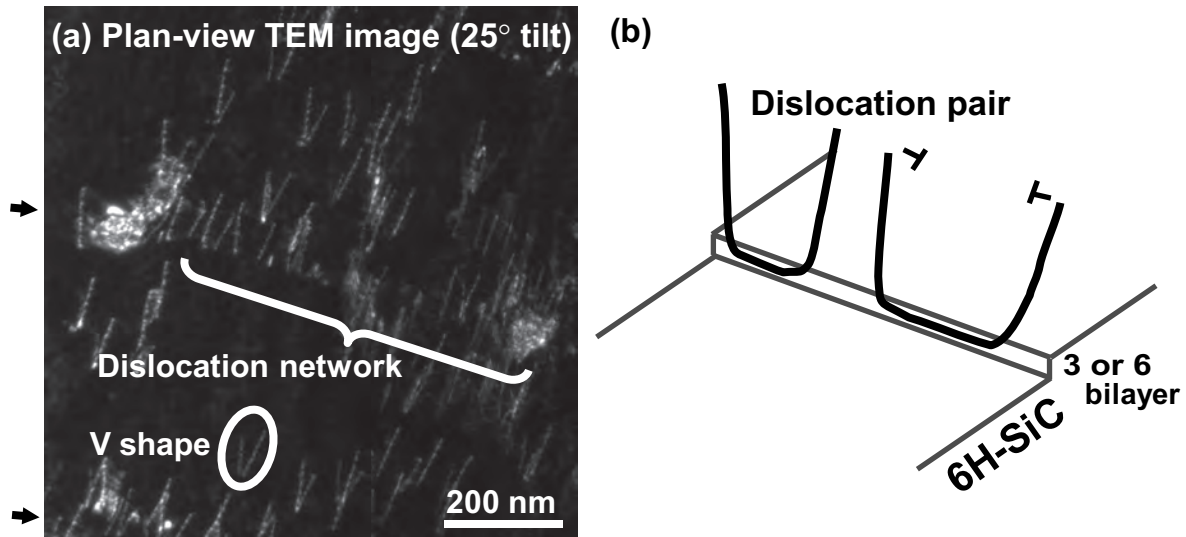 (a) Plan-view TEM image (25° tilt)
Dislocation network
V shape
200 nm
(b)
Dislocation pair
3 or 6
bilayer
6H-SiC